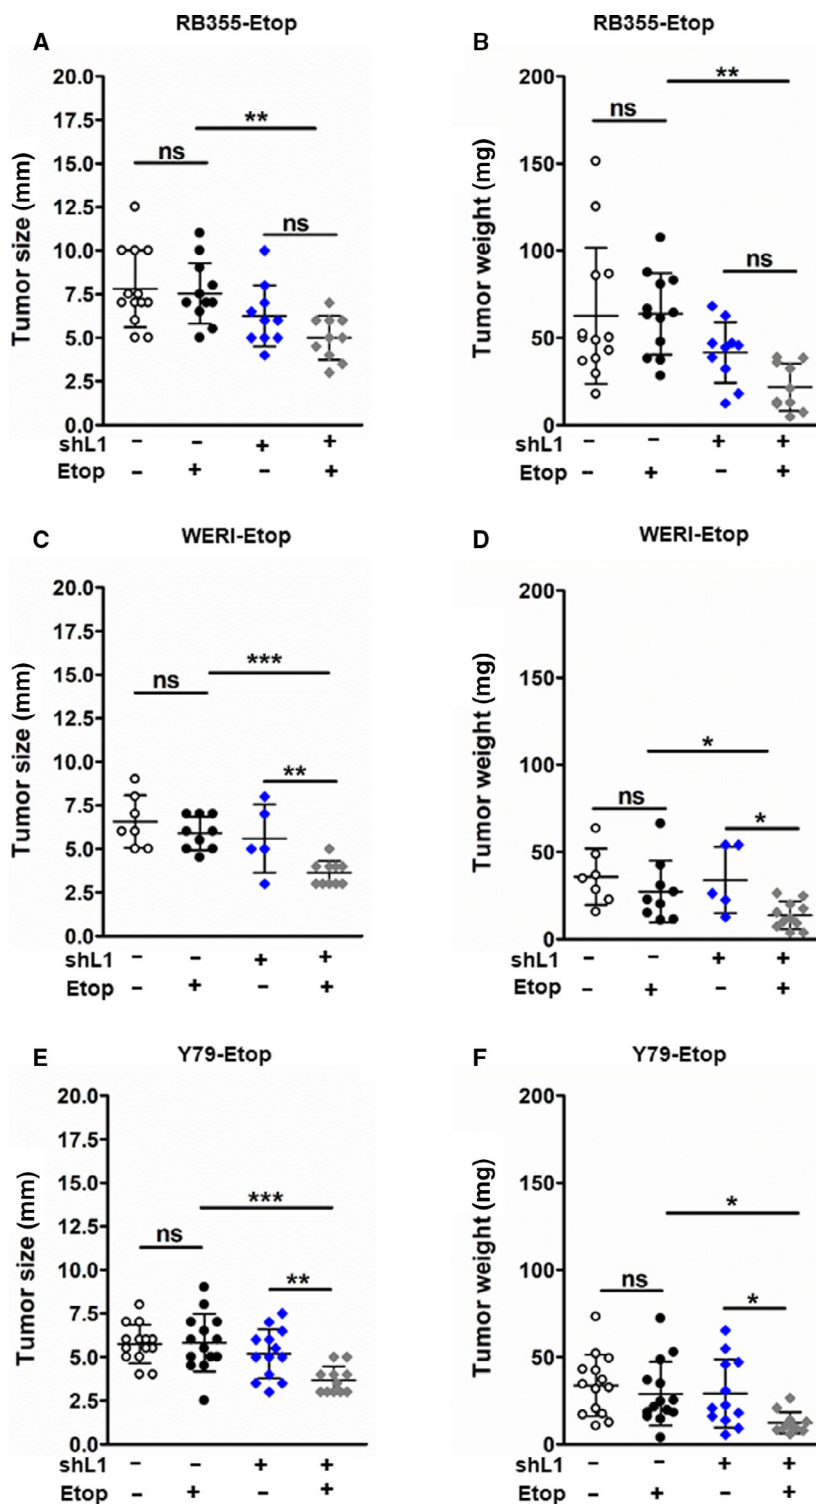 A
RB355-Etop
Tumor size (mm)
20.0
17.5
15.0
12.5
10.0
7.5
5.0
2.5
0.0
ns
**
ns
shL1 - - + +
Etop - + - +
B
RB355-Etop
Tumor weight (mg)
200
150
100
50
0
ns
**
ns
shL1 - - + +
Etop - + - +
C
WERI-Etop
Tumor size (mm)
20.0
17.5
15.0
12.5
10.0
7.5
5.0
2.5
0.0
ns
***
**
shL1 - - + +
Etop - + - +
D
WERI-Etop
Tumor weight (mg)
200
150
100
50
0
ns
*
*
shL1 - - + +
Etop - + - +
E
Y79-Etop
Tumor size (mm)
20.0
17.5
15.0
12.5
10.0
7.5
5.0
2.5
0.0
ns
***
**
shL1 - - + +
Etop - + - +
F
Y79-Etop
Tumor weight (mg)
200
150
100
50
0
ns
*
*
shL1 - - + +
Etop - + - +